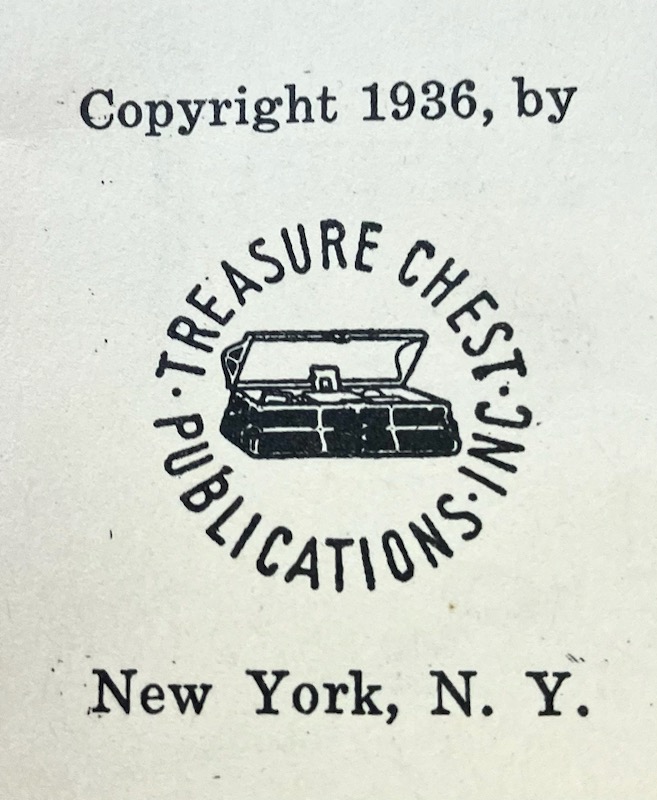 Copyright 1936, by
· TREASURE CHEST ·
PUBLICATIONS · INC
New York, N. Y.